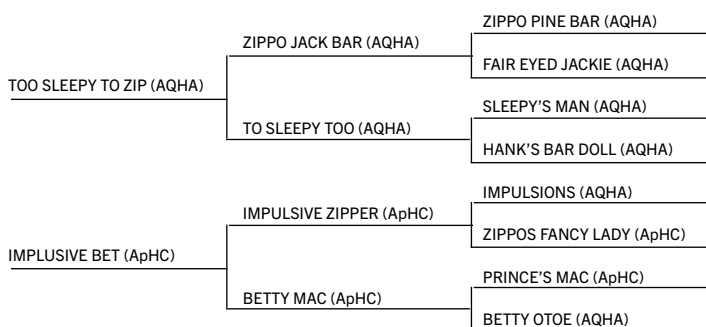 ZIPPO PINE BAR (AQHA)
ZIPPO JACK BAR (AQHA)
FAIR EYED JACKIE (AQHA)
TOO SLEEPY TO ZIP (AQHA)
SLEEPY'S MAN (AQHA)
TO SLEEPY TOO (AQHA)
HANK'S BAR DOLL (AQHA)
IMPULSIONS (AQHA)
IMPULSIVE ZIPPER (ApHC)
ZIPPOS FANCY LADY (ApHC)
IMPLUSIVE BET (ApHC)
PRINCE'S MAC (ApHC)
BETTY MAC (ApHC)
BETTY OTOE (AQHA)